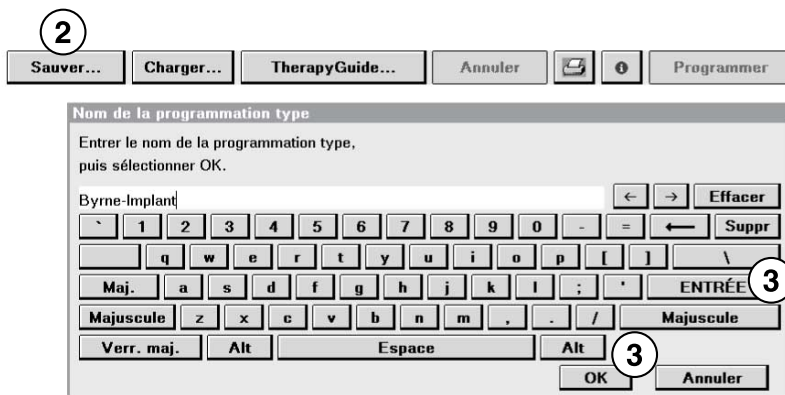 2
Sauver... Charger... TherapyGuide... Annuler Programmer
Nom de la programmation type
Entrer le nom de la programmation type,
puis sélectionner OK.
Byrne-Implant ← → Effacer
` 1 2 3 4 5 6 7 8 9 0 - = ← Suppr
q w e r t y u i o p [ ] \
Maj. a s d f g h j k l ; ' ENTRÉE 3
Majuscule z x c v b n m , . / Majuscule
Verr. maj. Alt Espace Alt 3
OK Annuler